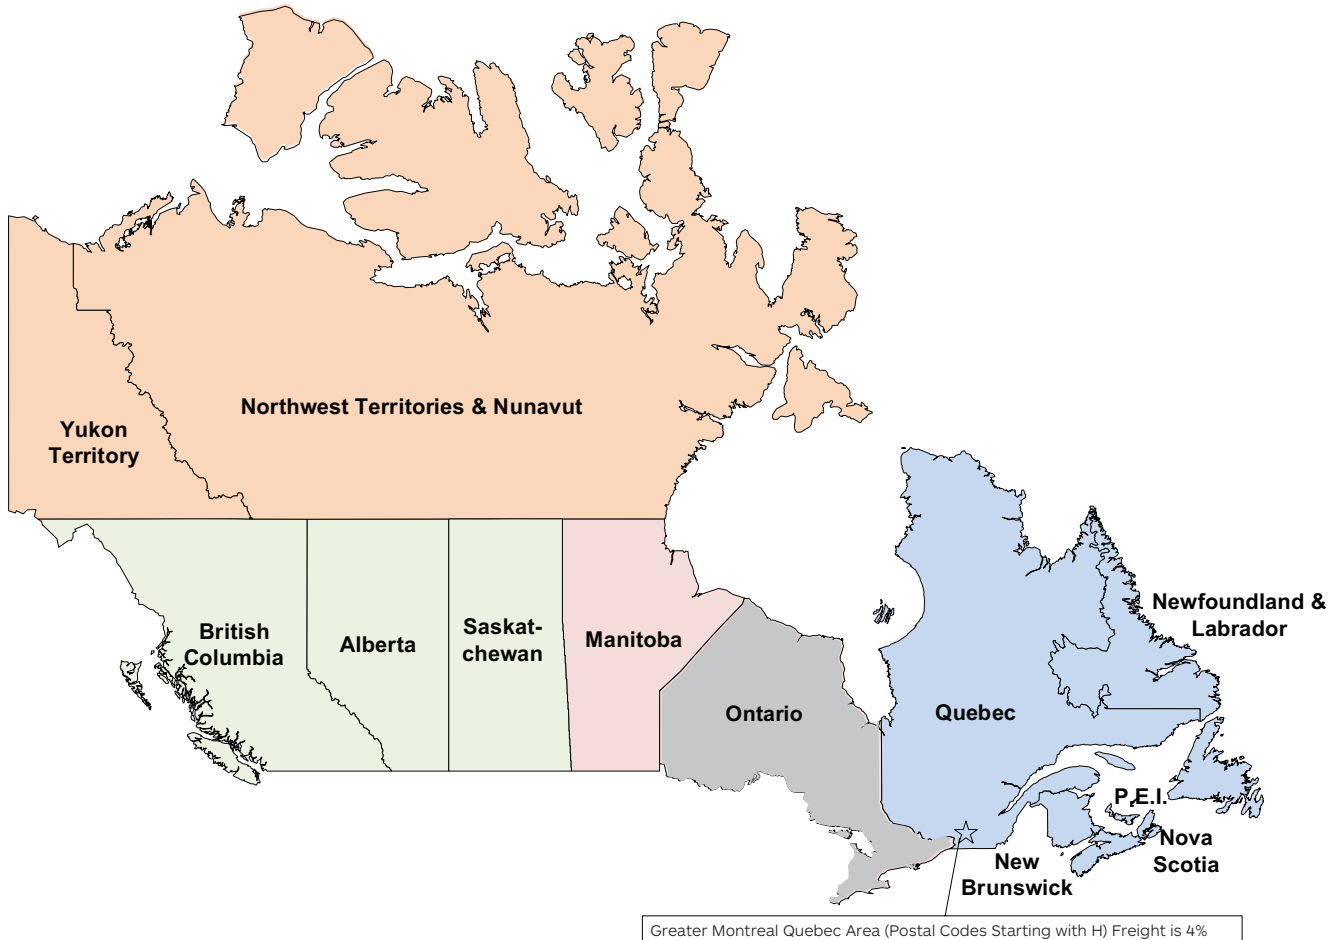 Northwest Territories & Nunavut
Yukon
Territory
British
Columbia
Alberta
Saskat-
chewan
Manitoba
Ontario
Quebec
Newfoundland &
Labrador
P.E.I.
Nova
Scotia
New
Brunswick
Greater Montreal Quebec Area (Postal Codes Starting with H) Freight is 4%